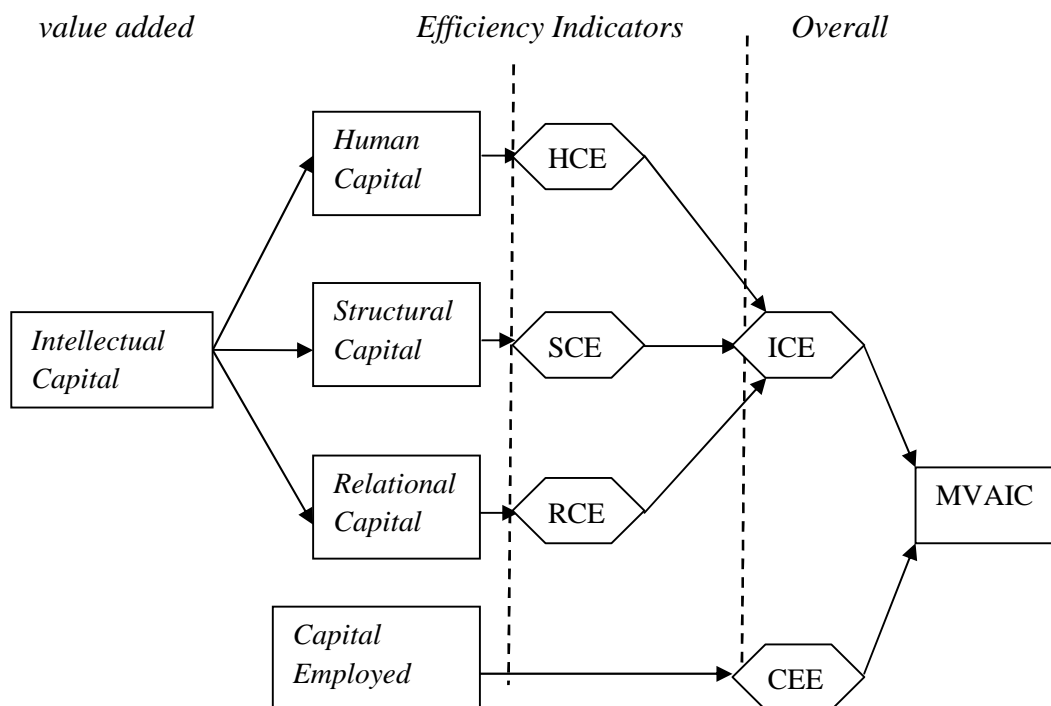 value added
Efficiency Indicators
Overall
Human
Capital
HCE
Structural
Capital
SCE
ICE
Intellectual
Capital
Relational
Capital
RCE
MVAIC
Capital
Employed
CEE